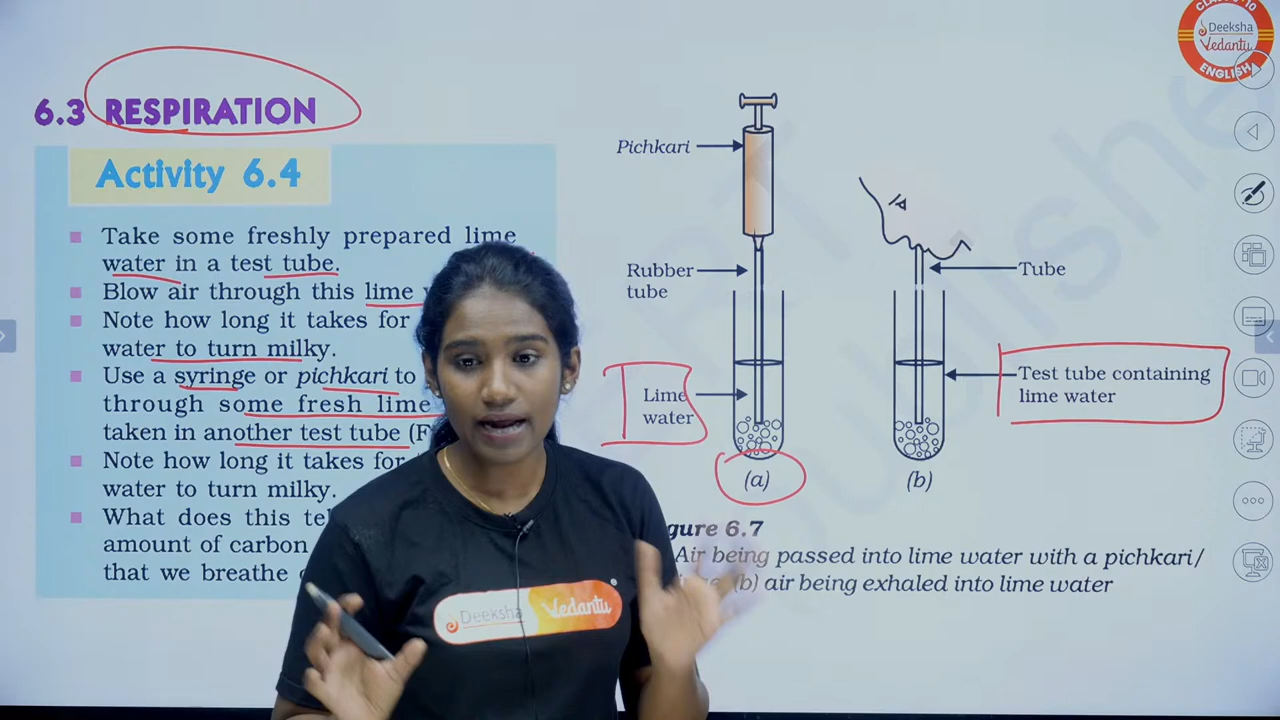 CLASS 10
Deeksha
Vedantu
ENGLISH
6.3 RESPIRATION
Activity 6.4
Take some freshly prepared lime
water in a test tube.
Blow air through this lime
Note how long it takes for
water to turn milky.
Use a syringe or pichkari to
through some fresh lime
taken in another test tube (F
Note how long it takes for
water to turn milky.
What does this te
amount of carbon
that we breathe
Pichkari
Rubber
tube
Lime
water
(a)
Tube
Test tube containing
lime water
(b)
gure 6.7
Air being passed into lime water with a pichkari/
(b) air being exhaled into lime water
Deeksha Vedantu